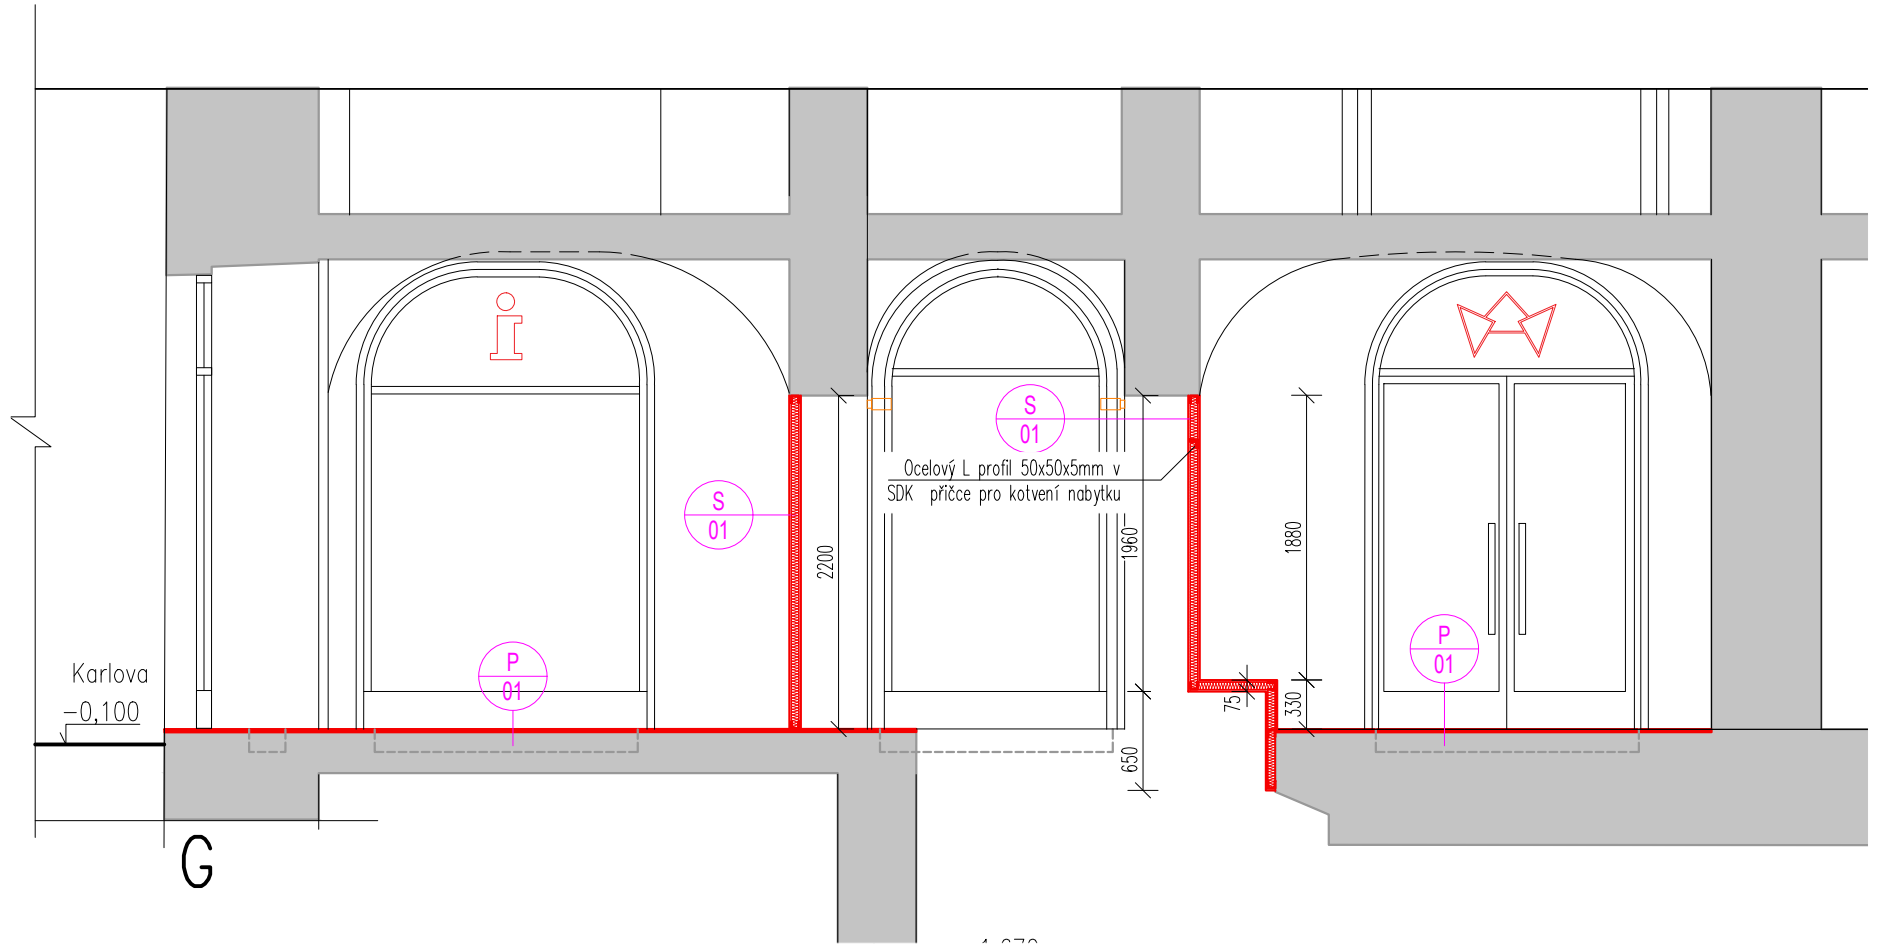 S
01
Ocelový L profil 50x50x5mm v
SDK přičce pro kotvení nabytku
S
01
2200
1960
1880
P
01
P
01
Karlova
-0,100
75
330
650
G